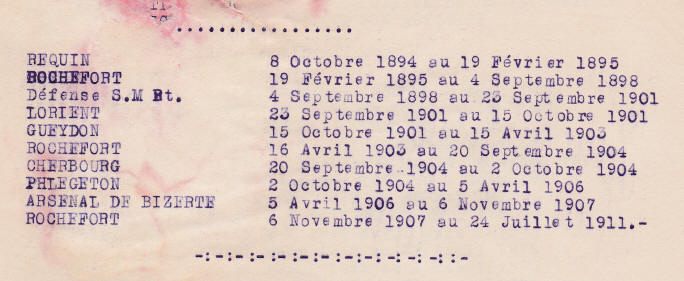 ..................
REQUIN 8 Octobre 1894 au 19 Février 1895
ROCHEFORT 19 Février 1895 au 4 Septembre 1898
Défense S.M Bt. 4 Septembre 1898 au 23 Septembre 1901
LORIENT 23 Septembre 1901 au 15 Octobre 1901
GUEYDON 15 Octobre 1901 au 15 Avril 1903
ROCHEFORT 16 Avril 1903 au 20 Septembre 1904
CHERBOURG 20 Septembre 1904 au 2 Octobre 1904
PHLEGETON 2 Octobre 1904 au 5 Avril 1906
ARSENAL DE BIZERTE 5 Avril 1906 au 6 Novembre 1907
ROCHEFORT 6 Novembre 1907 au 24 Juillet 1911.-
-:-:-:-:-:-:-:-:-:-:-::-